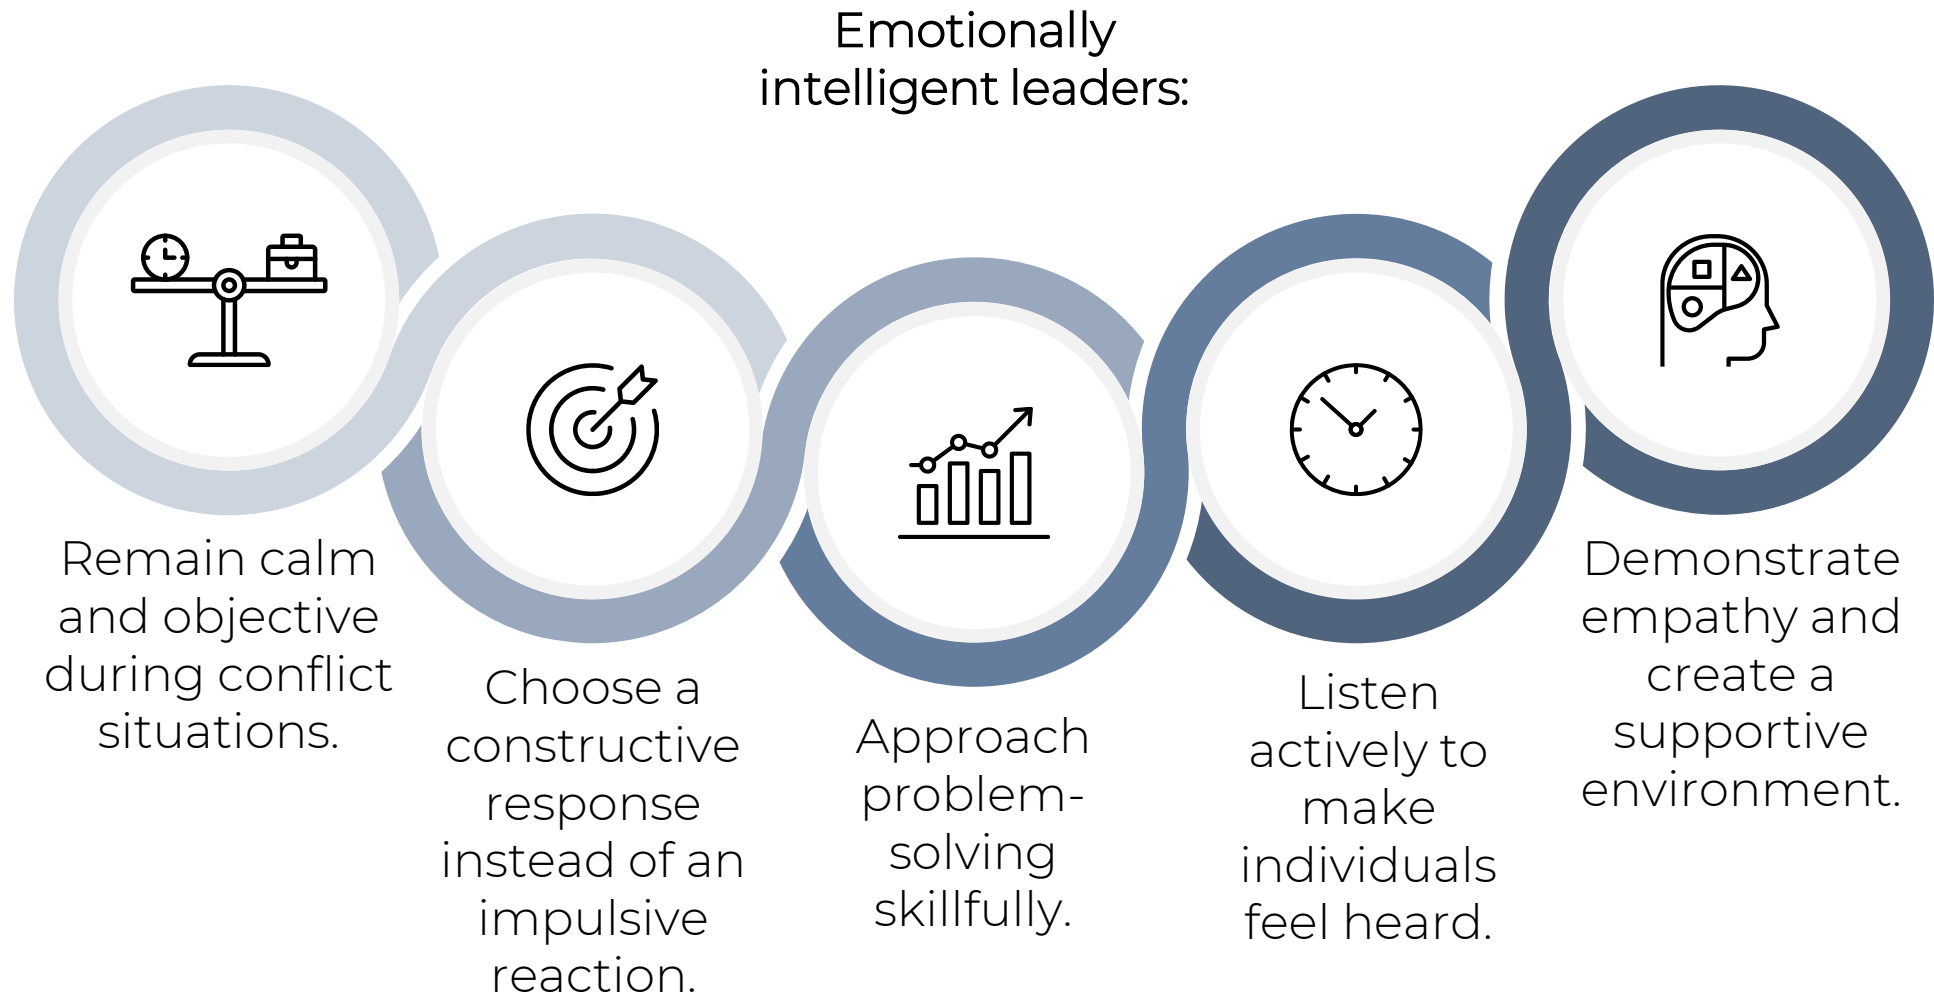 Emotionally
intelligent leaders:
Remain calm
and objective
during conflict
situations.
Choose a
constructive
response
instead of an
impulsive
reaction.
Approach
problem-
solving
skillfully.
Listen
actively to
make
individuals
feel heard.
Demonstrate
empathy and
create a
supportive
environment.